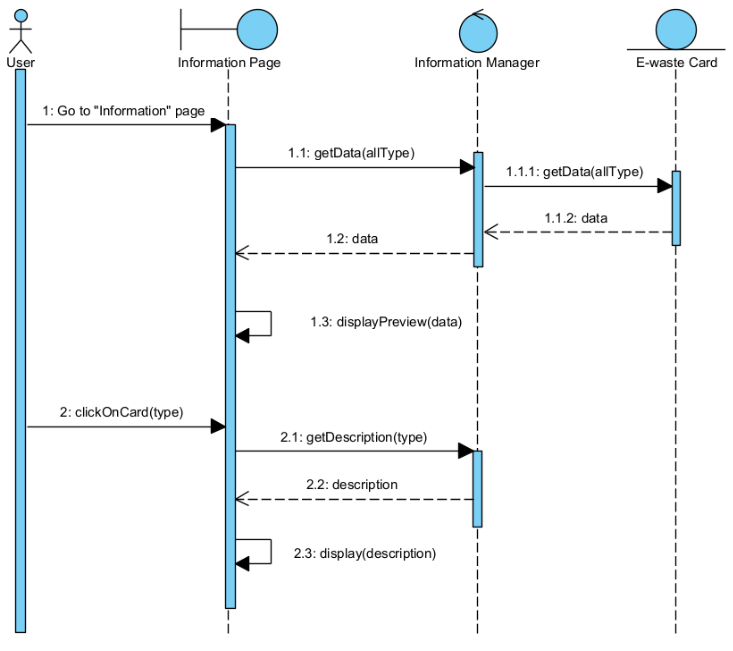 User
Information Page
Information Manager
E-waste Card
1: Go to "Information" page
1.1: getData(allType)
1.1.1: getData(allType)
1.1.2: data
1.2: data
1.3: displayPreview(data)
2: clickOnCard(type)
2.1: getDescription(type)
2.2: description
2.3: display(description)